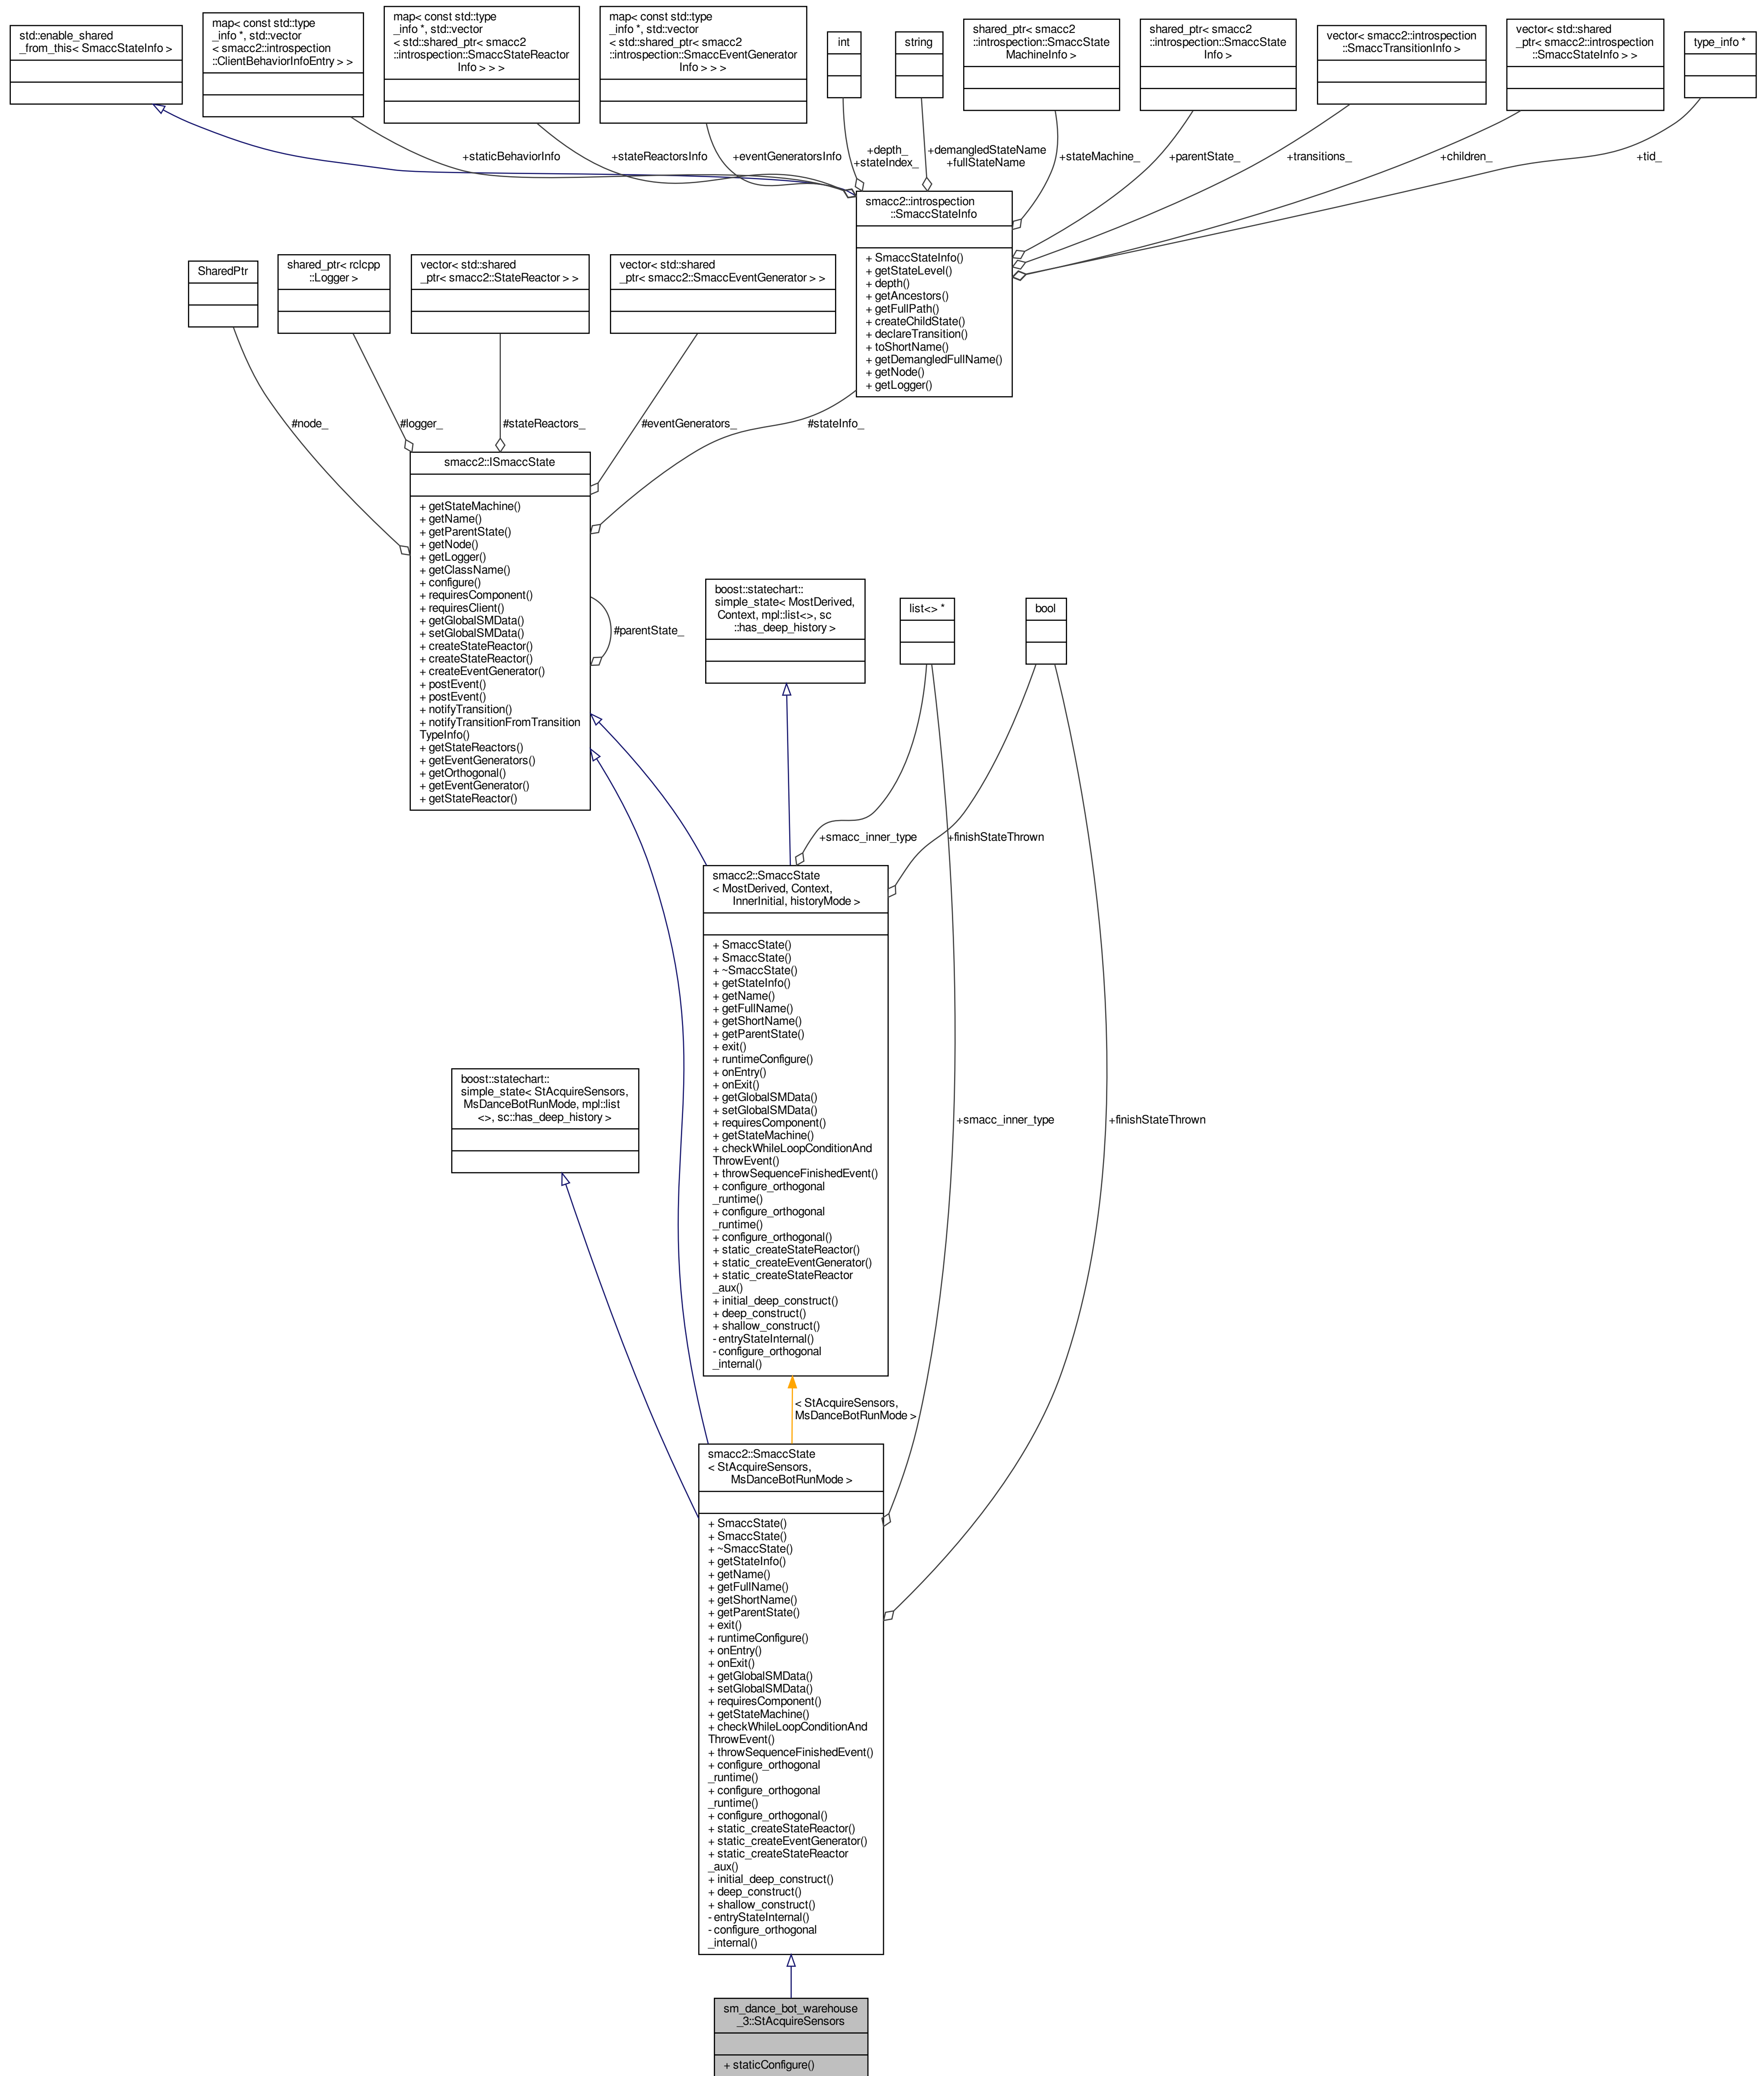 std::enable_shared
_from_this< SmaccStateInfo >
map< const std::type
_info *, std::vector
< smacc2::introspection
::ClientBehaviorInfoEntry > >
map< const std::type
_info *, std::vector
< std::shared_ptr< smacc2
::introspection::SmaccStateReactor
Info > > >
map< const std::type
_info *, std::vector
< std::shared_ptr< smacc2
::introspection::SmaccEventGenerator
Info > > >
int
string
shared_ptr< smacc2
::introspection::SmaccState
MachineInfo >
shared_ptr< smacc2
::introspection::SmaccState
Info >
vector< smacc2::introspection
::SmaccTransitionInfo >
vector< std::shared
_ptr< smacc2::introspection
::SmaccStateInfo > >
type_info *
+staticBehaviorInfo
+stateReactorsInfo
+eventGeneratorsInfo
+depth_
+stateIndex_
+demangledStateName
+fullStateName
+stateMachine_
+parentState_
+transitions_
+children_
+tid_
smacc2::introspection
::SmaccStateInfo
+ SmaccStateInfo()
+ getStateLevel()
+ depth()
+ getAncestors()
+ getFullPath()
+ createChildState()
+ declareTransition()
+ toShortName()
+ getDemangledFullName()
+ getNode()
+ getLogger()
SharedPtr
shared_ptr< rclcpp
::Logger >
vector< std::shared
_ptr< smacc2::StateReactor > >
vector< std::shared
_ptr< smacc2::SmaccEventGenerator > >
#node_
#logger_
#stateReactors_
#eventGenerators_
#stateInfo_
smacc2::ISmaccState
+ getStateMachine()
+ getName()
+ getParentState()
+ getNode()
+ getLogger()
+ getClassName()
+ configure()
+ requiresComponent()
+ requiresClient()
+ getGlobalSMData()
+ setGlobalSMData()
+ createStateReactor()
+ createStateReactor()
+ createEventGenerator()
+ postEvent()
+ postEvent()
+ notifyTransition()
+ notifyTransitionFromTransition
TypeInfo()
+ getStateReactors()
+ getEventGenerators()
+ getOrthogonal()
+ getEventGenerator()
+ getStateReactor()
#parentState_
boost::statechart::
simple_state< MostDerived,
Context, mpl::list<>, sc
::has_deep_history >
list<> *
bool
+smacc_inner_type
+finishStateThrown
smacc2::SmaccState
< MostDerived, Context,
InnerInitial, historyMode >
+ SmaccState()
+ SmaccState()
+ ~SmaccState()
+ getStateInfo()
+ getName()
+ getFullName()
+ getShortName()
+ getParentState()
+ exit()
+ runtimeConfigure()
+ onEntry()
+ onExit()
+ getGlobalSMData()
+ setGlobalSMData()
+ requiresComponent()
+ getStateMachine()
+ checkWhileLoopConditionAnd
ThrowEvent()
+ throwSequenceFinishedEvent()
+ configure_orthogonal
_runtime()
+ configure_orthogonal
_runtime()
+ configure_orthogonal()
+ static_createStateReactor()
+ static_createEventGenerator()
+ static_createStateReactor
_aux()
+ initial_deep_construct()
+ deep_construct()
+ shallow_construct()
- entryStateInternal()
- configure_orthogonal
_internal()
boost::statechart::
simple_state< StAcquireSensors,
MsDanceBotRunMode, mpl::list
<>, sc::has_deep_history >
+smacc_inner_type
+finishStateThrown
< StAcquireSensors,
MsDanceBotRunMode >
smacc2::SmaccState
< StAcquireSensors,
MsDanceBotRunMode >
+ SmaccState()
+ SmaccState()
+ ~SmaccState()
+ getStateInfo()
+ getName()
+ getFullName()
+ getShortName()
+ getParentState()
+ exit()
+ runtimeConfigure()
+ onEntry()
+ onExit()
+ getGlobalSMData()
+ setGlobalSMData()
+ requiresComponent()
+ getStateMachine()
+ checkWhileLoopConditionAnd
ThrowEvent()
+ throwSequenceFinishedEvent()
+ configure_orthogonal
_runtime()
+ configure_orthogonal
_runtime()
+ configure_orthogonal()
+ static_createStateReactor()
+ static_createEventGenerator()
+ static_createStateReactor
_aux()
+ initial_deep_construct()
+ deep_construct()
+ shallow_construct()
- entryStateInternal()
- configure_orthogonal
_internal()
sm_dance_bot_warehouse
_3::StAcquireSensors
+ staticConfigure()